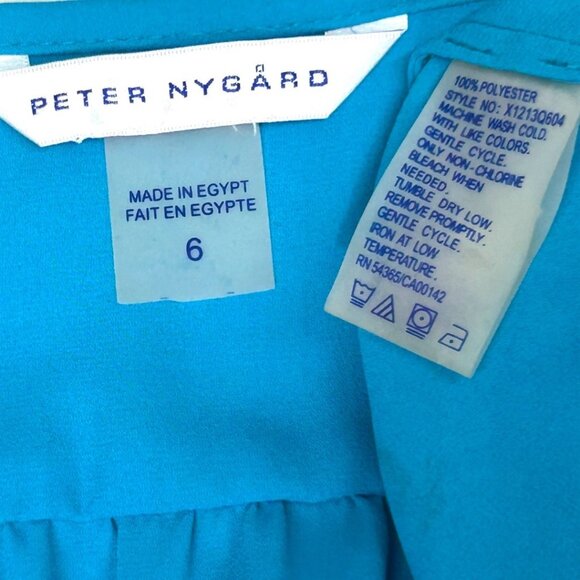 PETER NYGÅRD
MADE IN EGYPT
FAIT EN EGYPTE
6
100% POLYESTER
STYLE NO: X1213Q604
MACHINE WASH COLD.
WITH LIKE COLORS.
GENTLE CYCLE.
ONLY NON-CHLORINE
BLEACH WHEN
NEEDED.
TUMBLE DRY LOW.
REMOVE PROMPTLY.
GENTLE CYCLE.
IRON AT LOW
TEMPERATURE.
RN 54365/CA00142